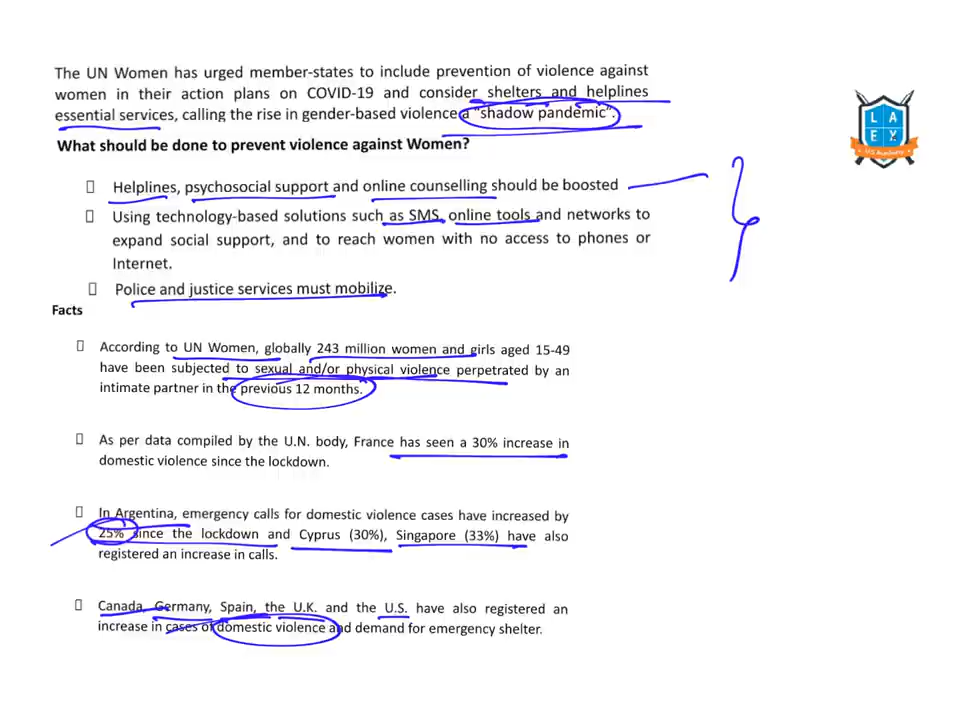 The UN Women has urged member-states to include prevention of violence against
women in their action plans on COVID-19 and consider shelters and helplines
essential services, calling the rise in gender-based violence a "shadow pandemic".
What should be done to prevent violence against Women?
Helplines, psychosocial support and online counselling should be boosted
Using technology-based solutions such as SMS, online tools and networks to
expand social support, and to reach women with no access to phones or
Internet.
Police and justice services must mobilize.
Facts
According to UN Women, globally 243 million women and girls aged 15-49
have been subjected to sexual and/or physical violence perpetrated by an
intimate partner in the previous 12 months.
As per data compiled by the U.N. body, France has seen a 30% increase in
domestic violence since the lockdown.
In Argentina, emergency calls for domestic violence cases have increased by
25% since the lockdown and Cyprus (30%), Singapore (33%) have also
registered an increase in calls.
Canada, Germany, Spain, the U.K. and the U.S. have also registered an
increase in cases of domestic violence and demand for emergency shelter.
L A
E X